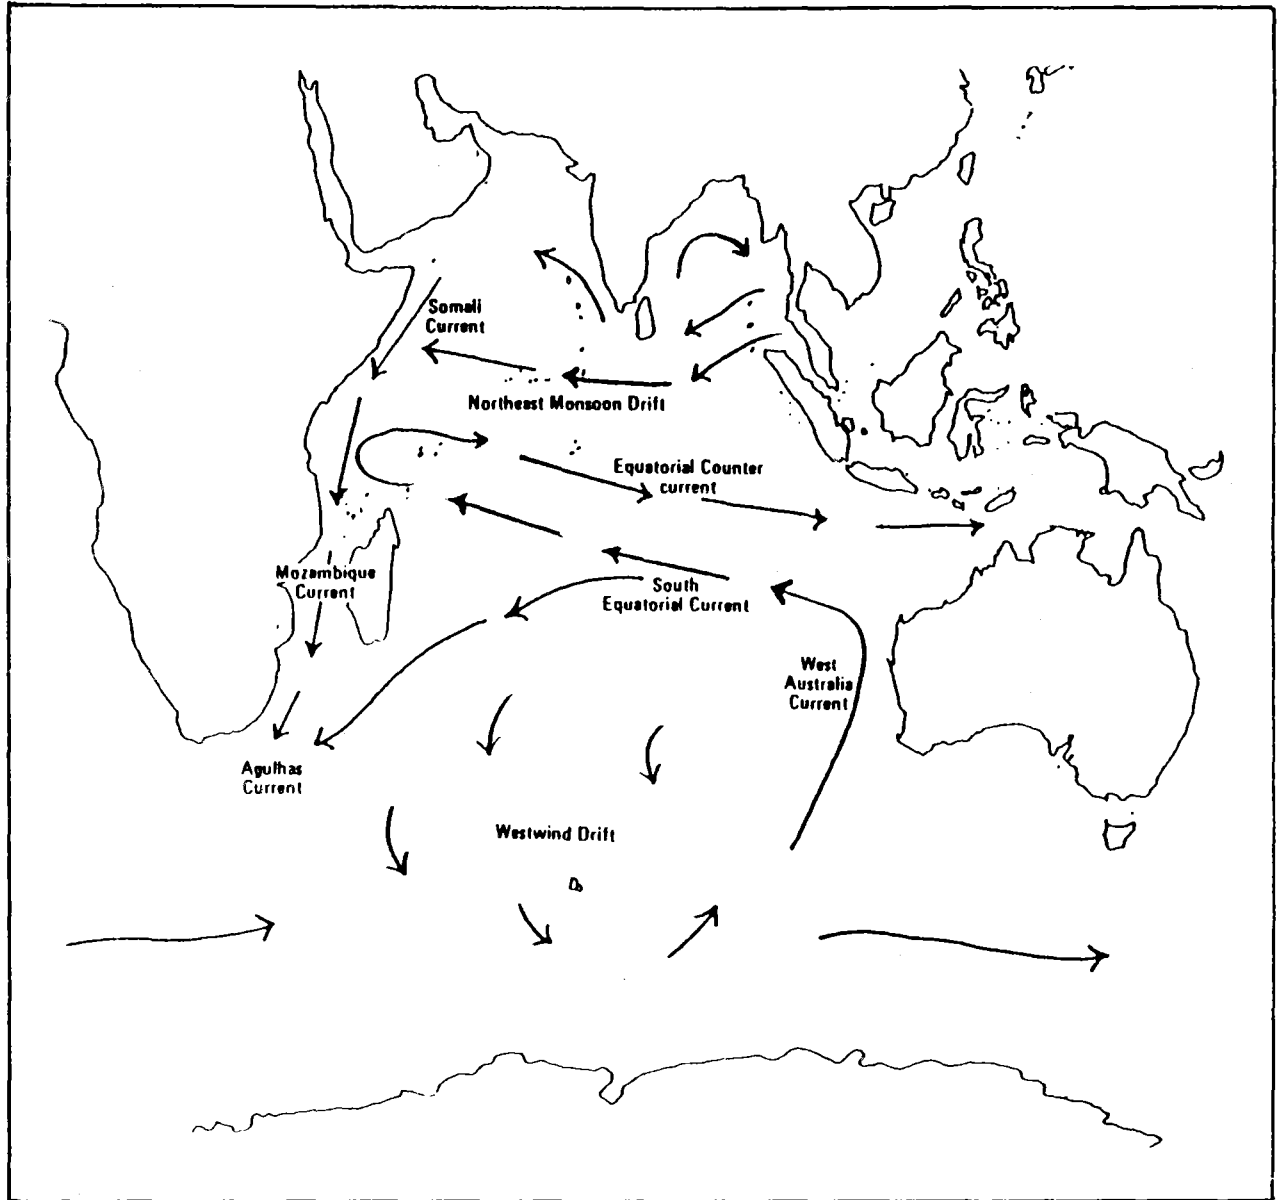 Somali
Current
Northeast Monsoon Drift
Equatorial Counter
current
Mozambique
Current
South
Equatorial Current
West
Australia
Current
Agulhas
Current
Westwind Drift